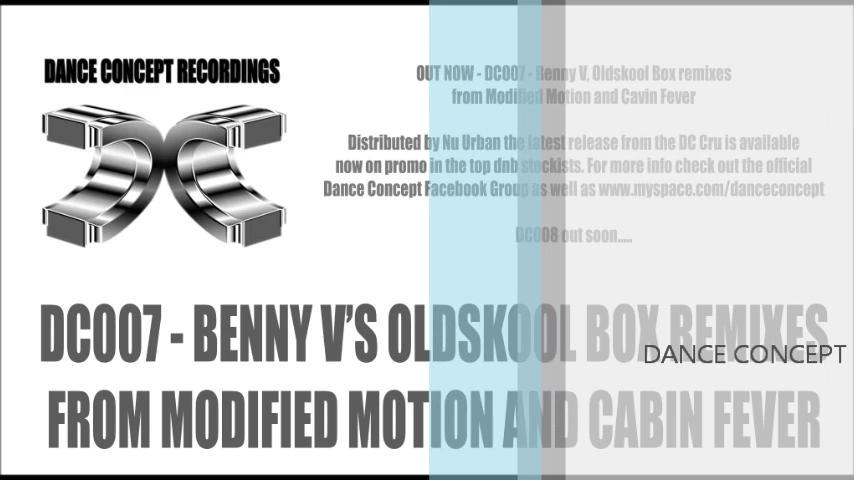 DANCE CONCEPT RECORDINGS
OUT NOW - DC007 - Benny V, Oldskool Box remixes
from Modified Motion and Cavin Fever
Distributed by Nu Urban the latest release from the DC Cru is available
now on promo in the top dnb stockists. For more info check out the official
Dance Concept Facebook Group as well as www.myspace.com/danceconcept
DC008 out soon.....
DC007 - BENNY V'S OLDSKOOL BOX REMIXES
DANCE CONCEPT
FROM MODIFIED MOTION AND CABIN FEVER